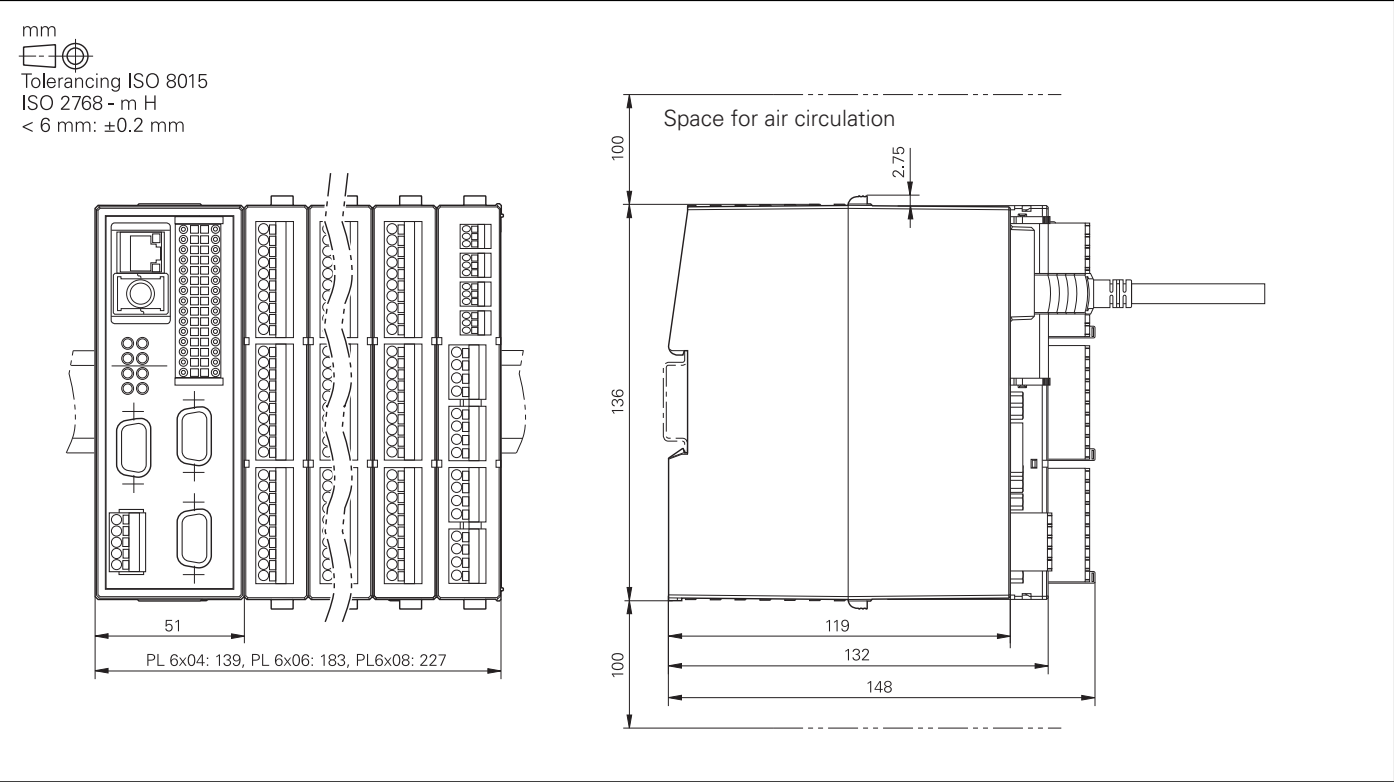 mm
Tolerancing ISO 8015
ISO 2768 - m H
< 6 mm: ±0.2 mm
Space for air circulation
100
2.75
136
51
PL 6x04: 139, PL 6x06: 183, PL6x08: 227
119
132
148
100